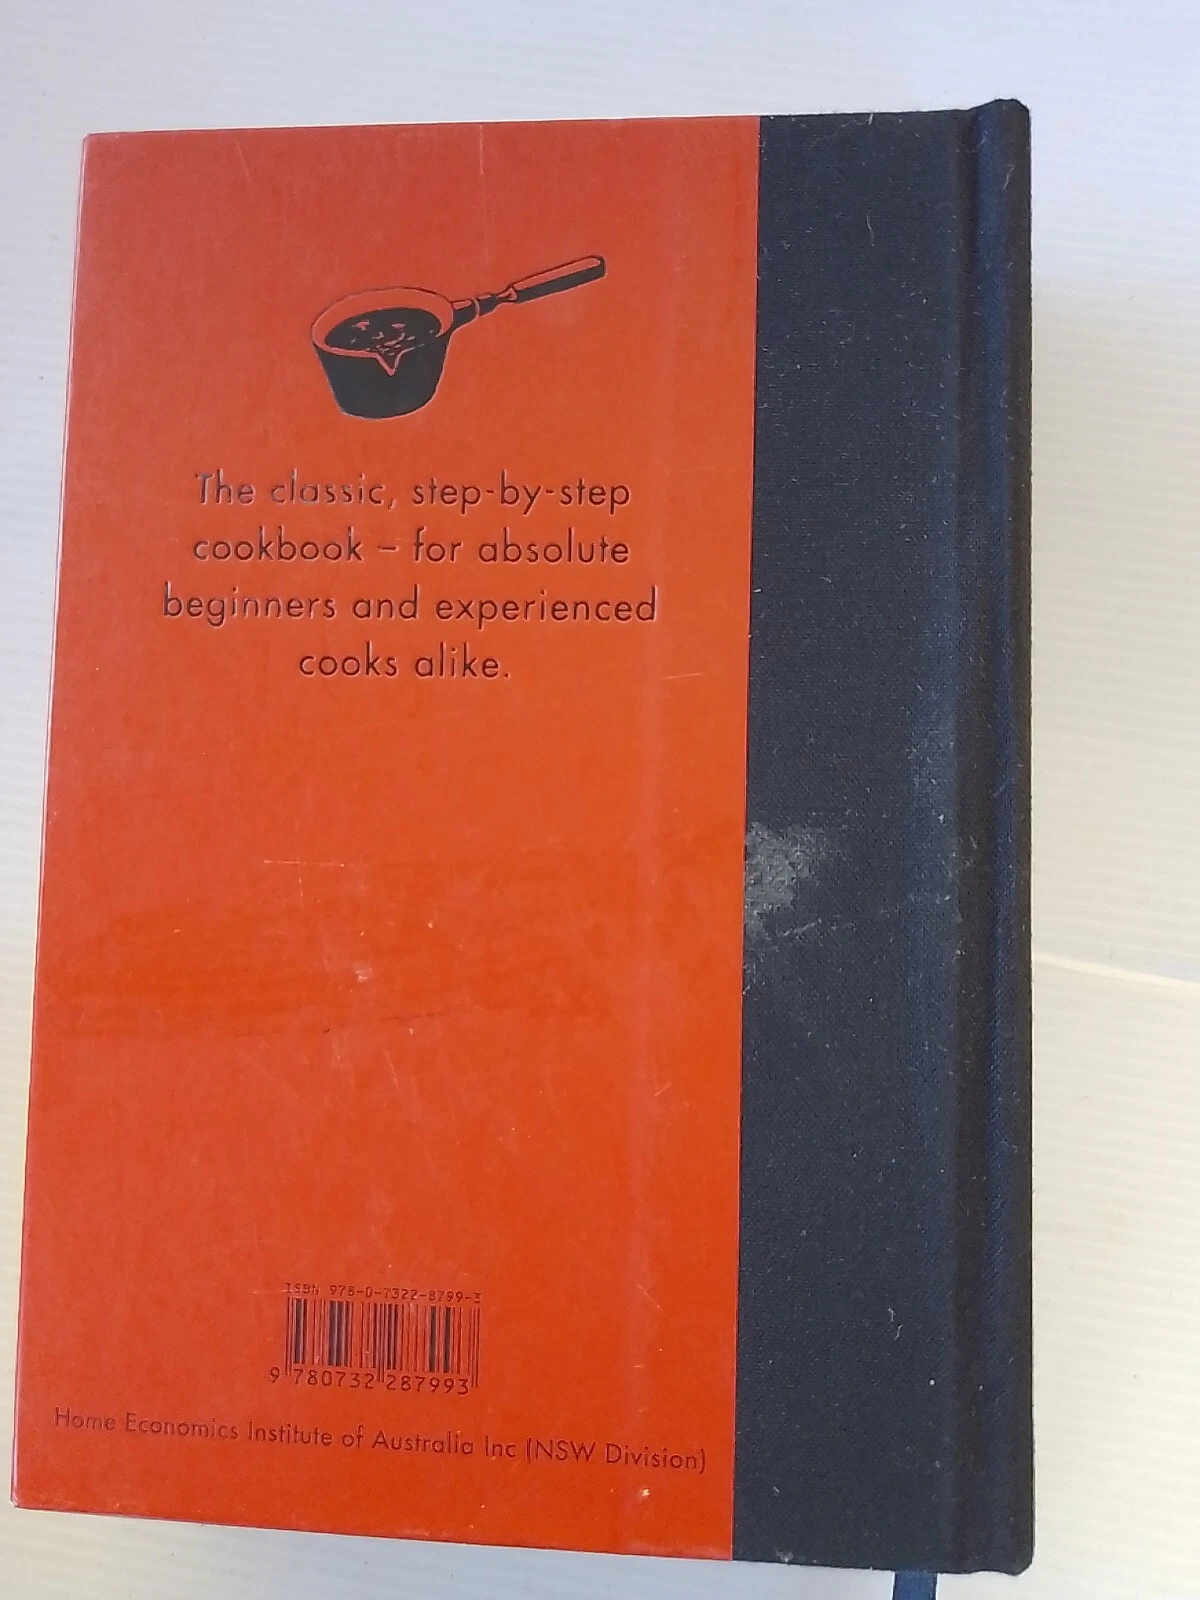 The classic, step-by-step
cookbook – for absolute
beginners and experienced
cooks alike.
ISBN 978-0-7322-8799-3
9 780732 287993
Home Economics Institute of Australia Inc (NSW Division)